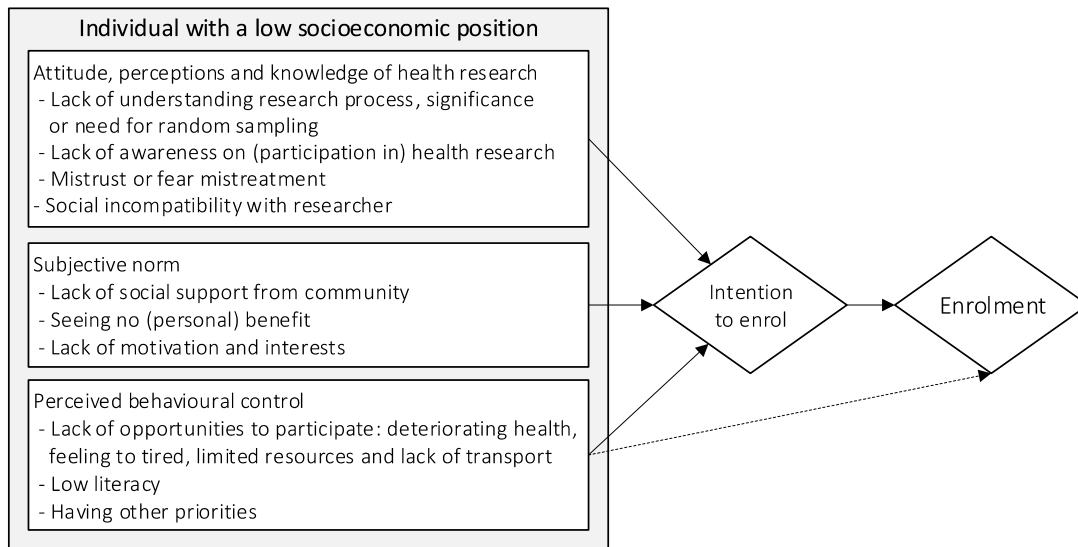 Individual with a low socioeconomic position
Attitude, perceptions and knowledge of health research
- Lack of understanding research process, significance
or need for random sampling
- Lack of awareness on (participation in) health research
- Mistrust or fear mistreatment
- Social incompatibility with researcher
Subjective norm
- Lack of social support from community
- Seeing no (personal) benefit
- Lack of motivation and interests
Perceived behavioural control
- Lack of opportunities to participate: deteriorating health,
feeling to tired, limited resources and lack of transport
- Low literacy
- Having other priorities
Intention
to enrol
Enrolment